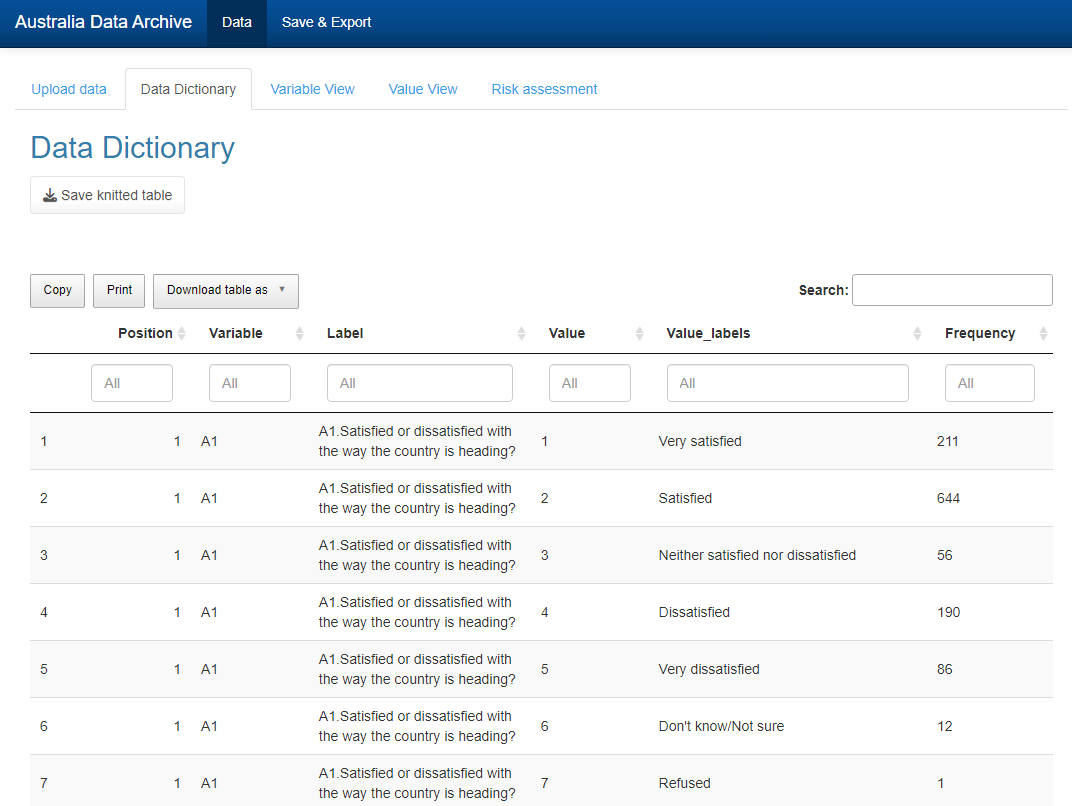 Australia Data Archive Data Save & Export
Upload data Data Dictionary Variable View Value View Risk assessment
Data Dictionary
Save knitted table
Copy Print Download table as Search:
Position Variable Label Value Value_labels Frequency
All All All All All All
1 1 A1 A1.Satisfied or dissatisfied with the way the country is heading? 1 Very satisfied 211
2 1 A1 A1.Satisfied or dissatisfied with the way the country is heading? 2 Satisfied 644
3 1 A1 A1.Satisfied or dissatisfied with the way the country is heading? 3 Neither satisfied nor dissatisfied 56
4 1 A1 A1.Satisfied or dissatisfied with the way the country is heading? 4 Dissatisfied 190
5 1 A1 A1.Satisfied or dissatisfied with the way the country is heading? 5 Very dissatisfied 86
6 1 A1 A1.Satisfied or dissatisfied with the way the country is heading? 6 Don't know/Not sure 12
7 1 A1 A1.Satisfied or dissatisfied with the way the country is heading? 7 Refused 1